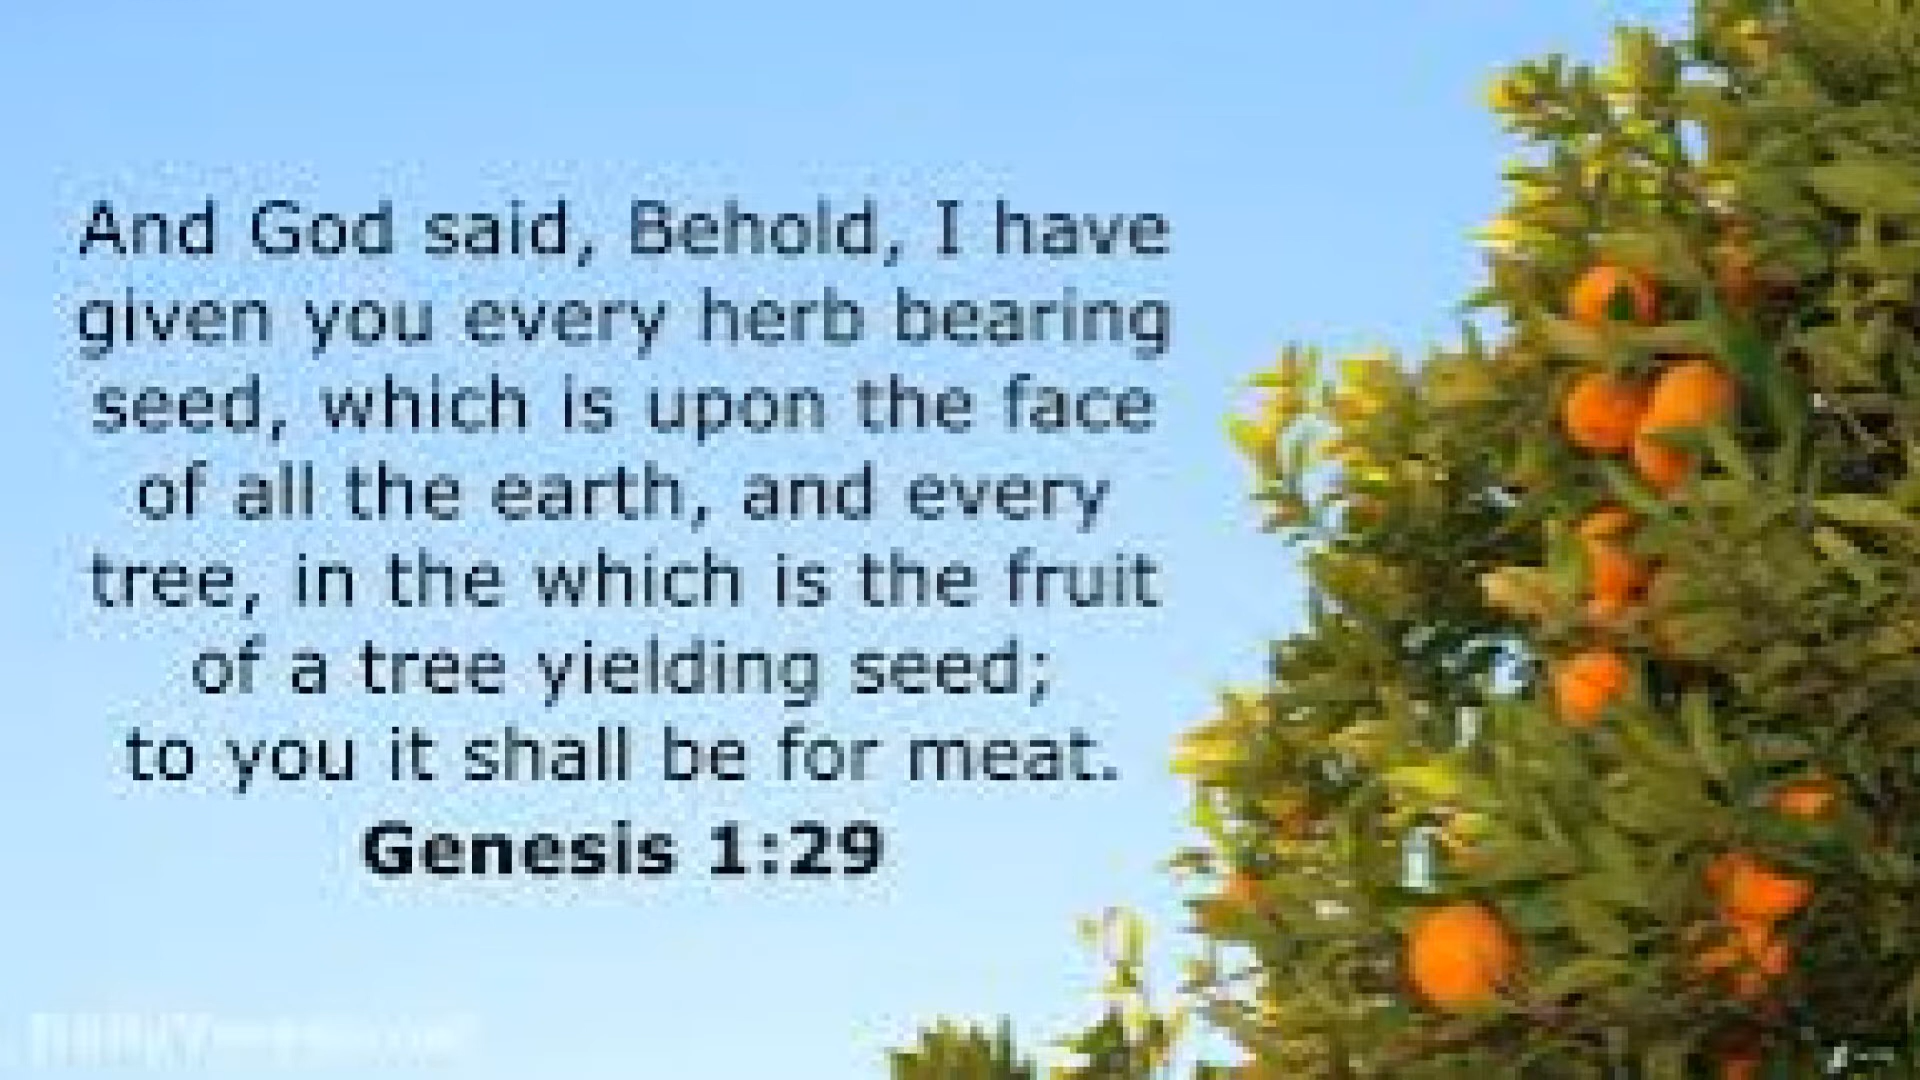 And God said, Behold, I have
given you every herb bearing
seed, which is upon the face
of all the earth, and every
tree, in the which is the fruit
of a tree yielding seed;
to you it shall be for meat.
Genesis 1:29